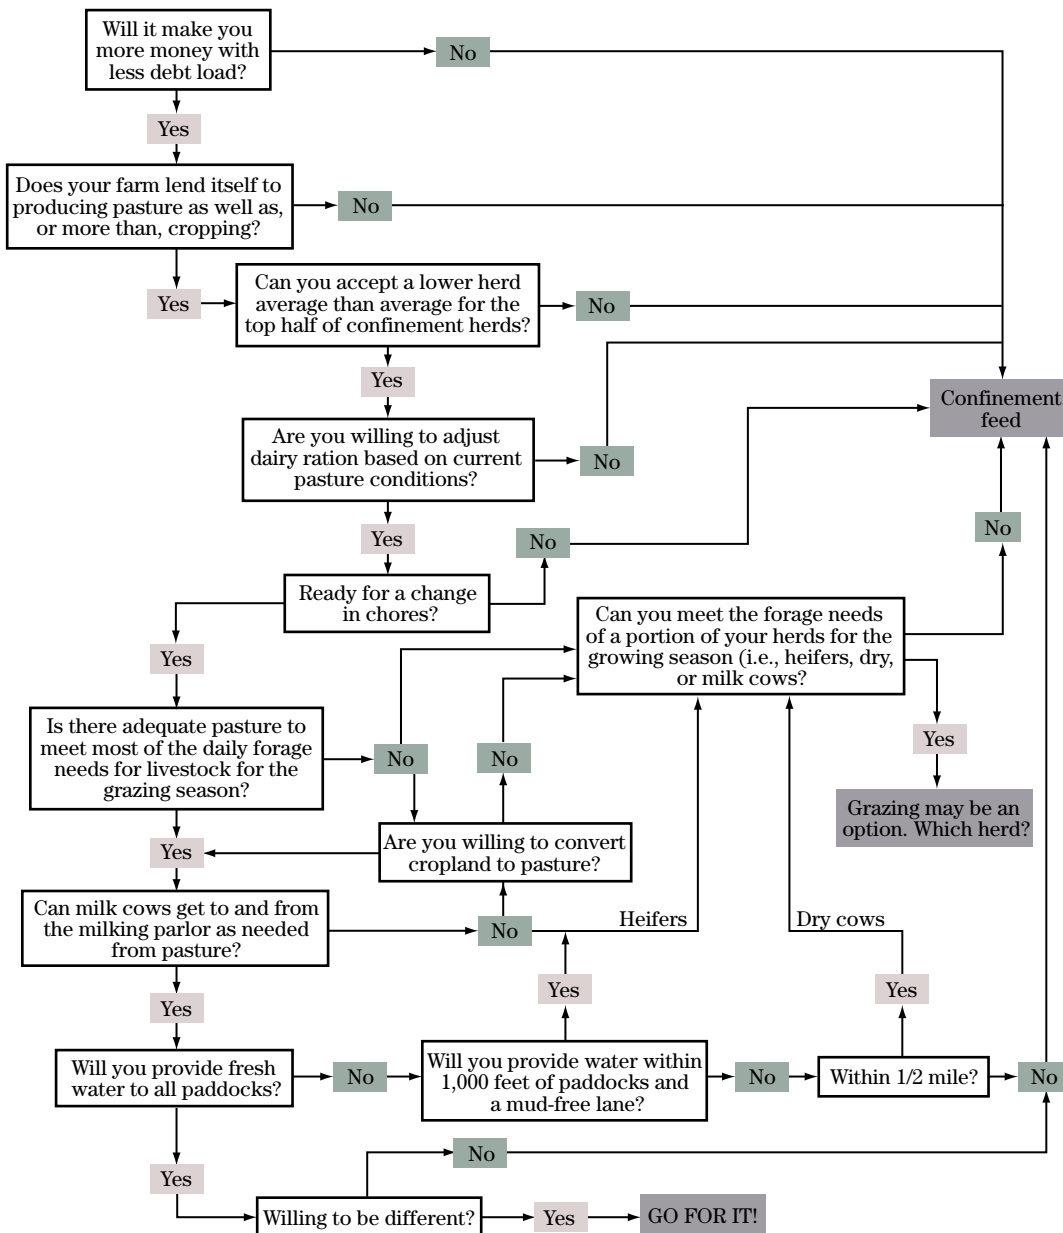 Will it make you
more money with
less debt load?
No
Yes
Does your farm lend itself to
producing pasture as well as,
or more than, cropping?
No
Yes
Can you accept a lower herd
average than average for the
top half of confinement herds?
No
Yes
Confinement
feed
Are you willing to adjust
dairy ration based on current
pasture conditions?
No
Yes
No
No
Ready for a change
in chores?
Can you meet the forage needs
of a portion of your herds for the
growing season (i.e., heifers, dry,
or milk cows?
Yes
Is there adequate pasture to
meet most of the daily forage
needs for livestock for the
grazing season?
No
No
Yes
Grazing may be an
option. Which herd?
Are you willing to convert
cropland to pasture?
Yes
Can milk cows get to and from
the milking parlor as needed
from pasture?
No
Heifers
Dry cows
Yes
Yes
Yes
Will you provide fresh
water to all paddocks?
No
Will you provide water within
1,000 feet of paddocks and
a mud-free lane?
No
Within 1/2 mile?
No
No
Yes
Willing to be different?
Yes
GO FOR IT!